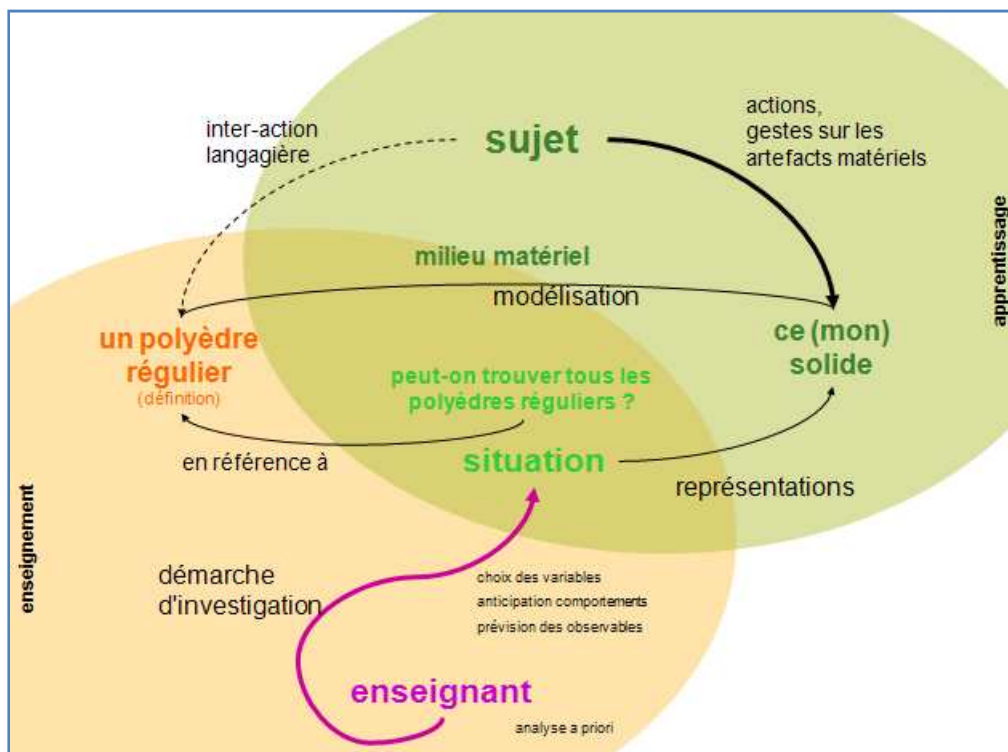 inter-action
langagière
sujet
actions,
gestes sur les
artefacts matériels
apprentissage
milieu matériel
modélisation
un polyèdre
régulier
(définition)
ce (mon)
solide
peut-on trouver tous les
polyèdres réguliers ?
en référence à
situation
représentations
enseignement
démarche
d'investigation
choix des variables
anticipation comportements
prévision des observables
enseignant
analyse a priori